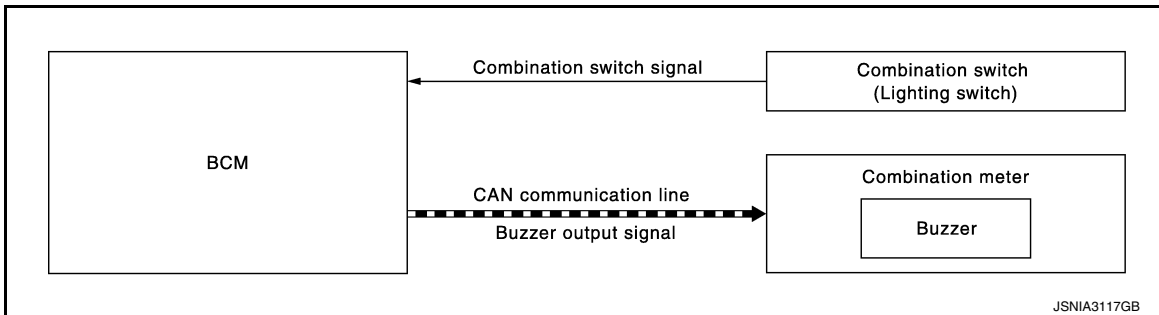 Combination switch signal
Combination switch
(Lighting switch)
BCM
CAN communication line
Buzzer output signal
Combination meter
Buzzer
JSNIA3117GB